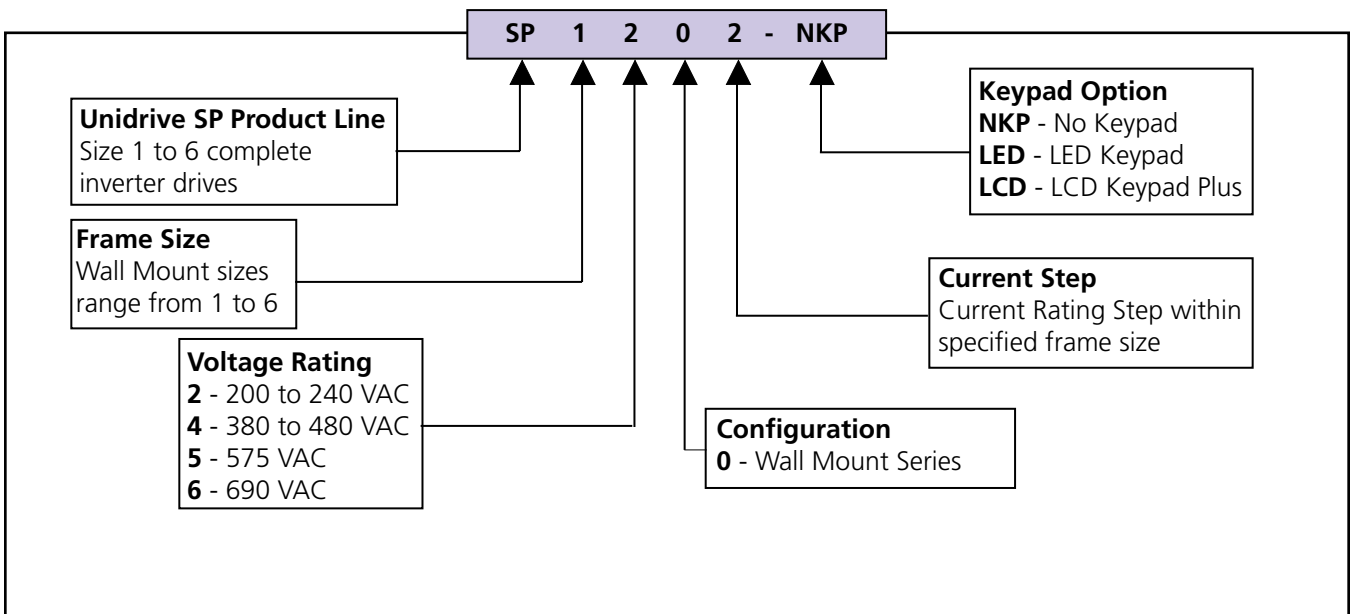 SP 1 2 0 2 - NKP
Unidrive SP Product Line
Size 1 to 6 complete
inverter drives
Frame Size
Wall Mount sizes
range from 1 to 6
Voltage Rating
2 - 200 to 240 VAC
4 - 380 to 480 VAC
5 - 575 VAC
6 - 690 VAC
Configuration
0 - Wall Mount Series
Current Step
Current Rating Step within
specified frame size
Keypad Option
NKP - No Keypad
LED - LED Keypad
LCD - LCD Keypad Plus